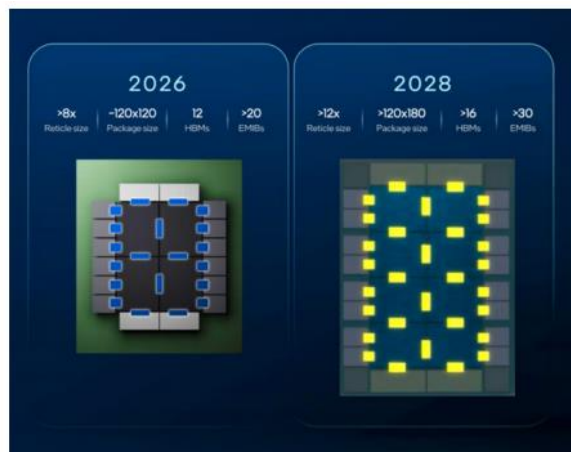 2026
>8x ~120x120 12 >20
Reticle size Package size HBMs EMIBs
2028
>12x >120x180 >16 >30
Reticle size Package size HBMs EMIBs